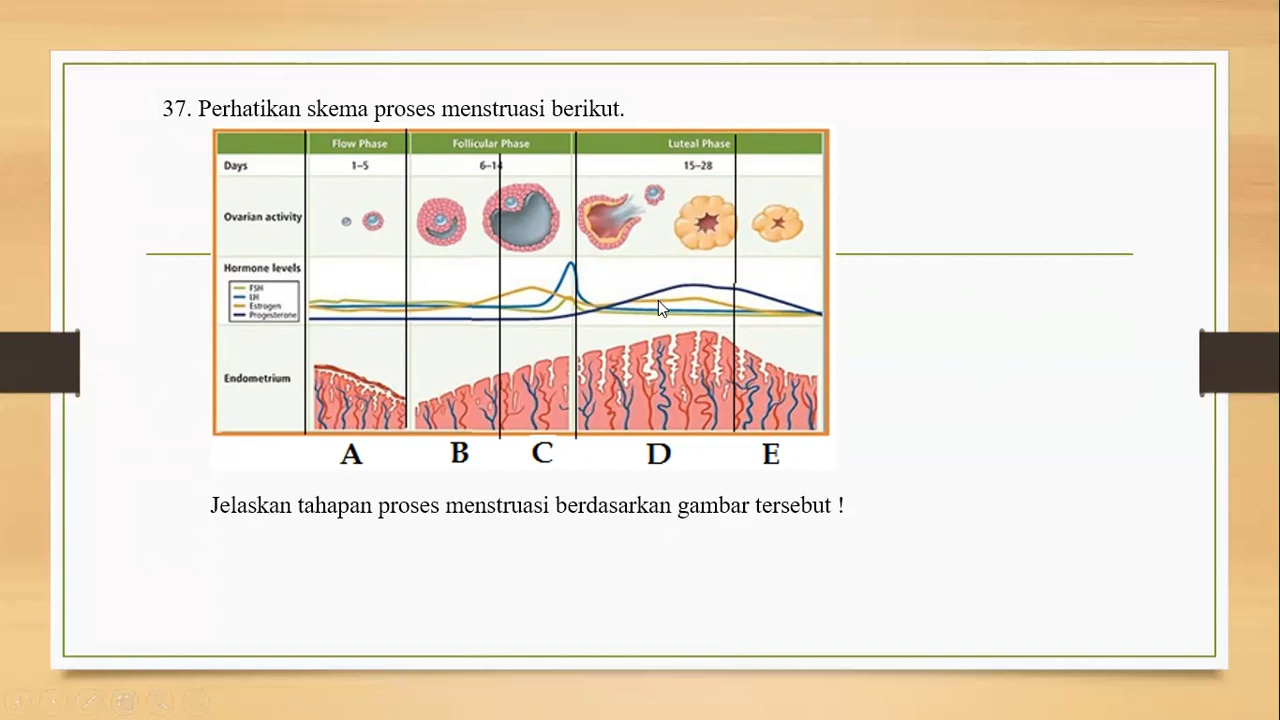 37. Perhatikan skema proses menstruasi berikut.
Flow Phase Follicular Phase Luteal Phase
Days 1–5 6–14 15–28
Ovarian activity
Hormone levels
FSH
LH
Estrogen
Progesterone
Endometrium
A B C D E
Jelaskan tahapan proses menstruasi berdasarkan gambar tersebut !